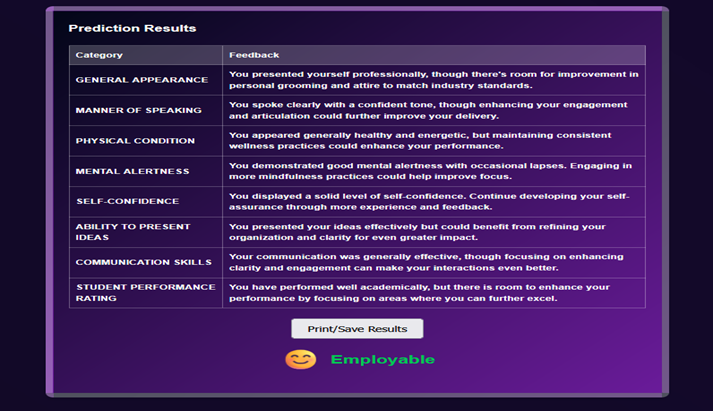 Prediction Results
Category Feedback
GENERAL APPEARANCE You presented yourself professionally, though there's room for improvement in
personal grooming and attire to match industry standards.
MANNER OF SPEAKING You spoke clearly with a confident tone, though enhancing your engagement
and articulation could further improve your delivery.
PHYSICAL CONDITION You appeared generally healthy and energetic, but maintaining consistent
wellness practices could enhance your performance.
MENTAL ALERTNESS You demonstrated good mental alertness with occasional lapses. Engaging in
more mindfulness practices could help improve focus.
SELF-CONFIDENCE You displayed a solid level of self-confidence. Continue developing your self-
assurance through more experience and feedback.
ABILITY TO PRESENT
IDEAS
You presented your ideas effectively but could benefit from refining your
organization and clarity for even greater impact.
COMMUNICATION SKILLS Your communication was generally effective, though focusing on enhancing
clarity and engagement can make your interactions even better.
STUDENT PERFORMANCE
RATING
You have performed well academically, but there is room to enhance your
performance by focusing on areas where you can further excel.
Print/Save Results
Employable